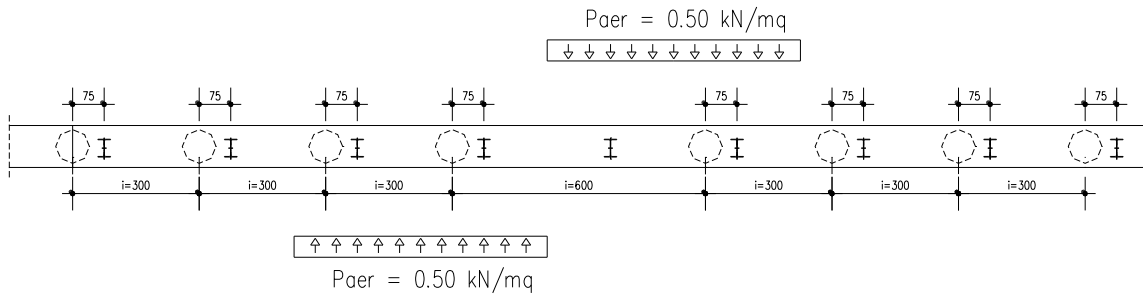 Paer = 0.50 kN/mq
75 75 75 75 75 75 75 75
i=300 i=300 i=300 i=600 i=300 i=300 i=300
Paer = 0.50 kN/mq